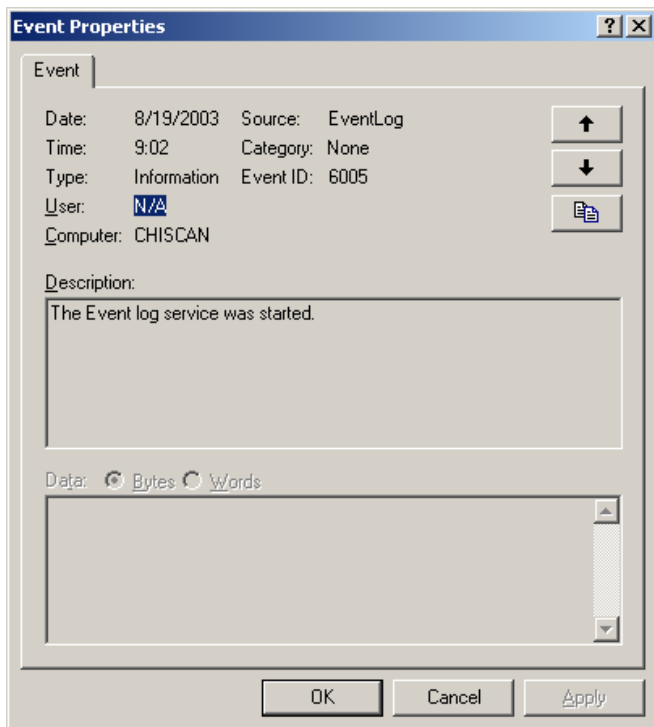 Event Properties
Event
Date: 8/19/2003 Source: EventLog
Time: 9:02 Category: None
Type: Information Event ID: 6005
User: N/A
Computer: CHISCAN
Description:
The Event log service was started.
Data: Bytes Words
OK Cancel Apply